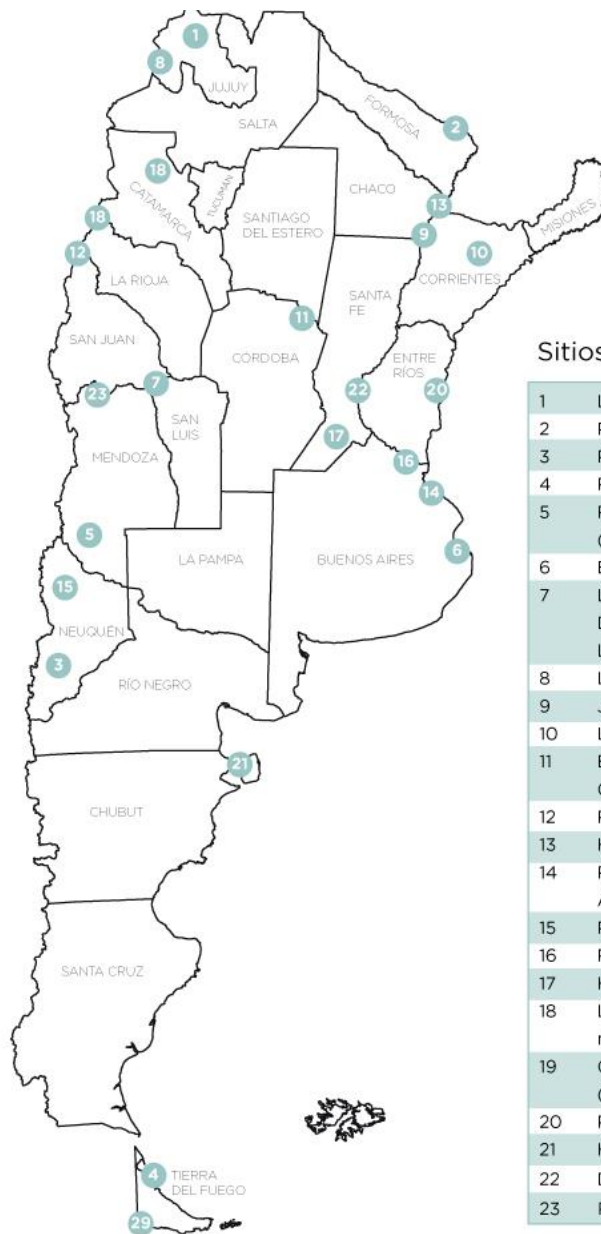 1
8
JUJUY
SALTA
FORMOSA
2
18
CATAMARCA
TUCUMÁN
CHACO
13
MISIONES
18
SANTIAGO
DEL ESTERO
9
10
12
LA RIOJA
CORRIENTES
SANTA
FE
11
SAN JUAN
CÓRDOBA
ENTRE
RÍOS
Sitios
23
7
22
20
SAN
LUIS
17
MENDOZA
16
14
5
LA PAMPA
BUENOS AIRES
6
15
NEUQUÉN
3
RÍO NEGRO
21
CHUBUT
SANTA CRUZ
4
TIERRA
DEL FUEGO
29
1 L
2
3
4
5
6
7 L
D
L
8 L
9 J
10 L
11
12
13
14
A
15
16
17
18 L
19
20
21
22 D
23